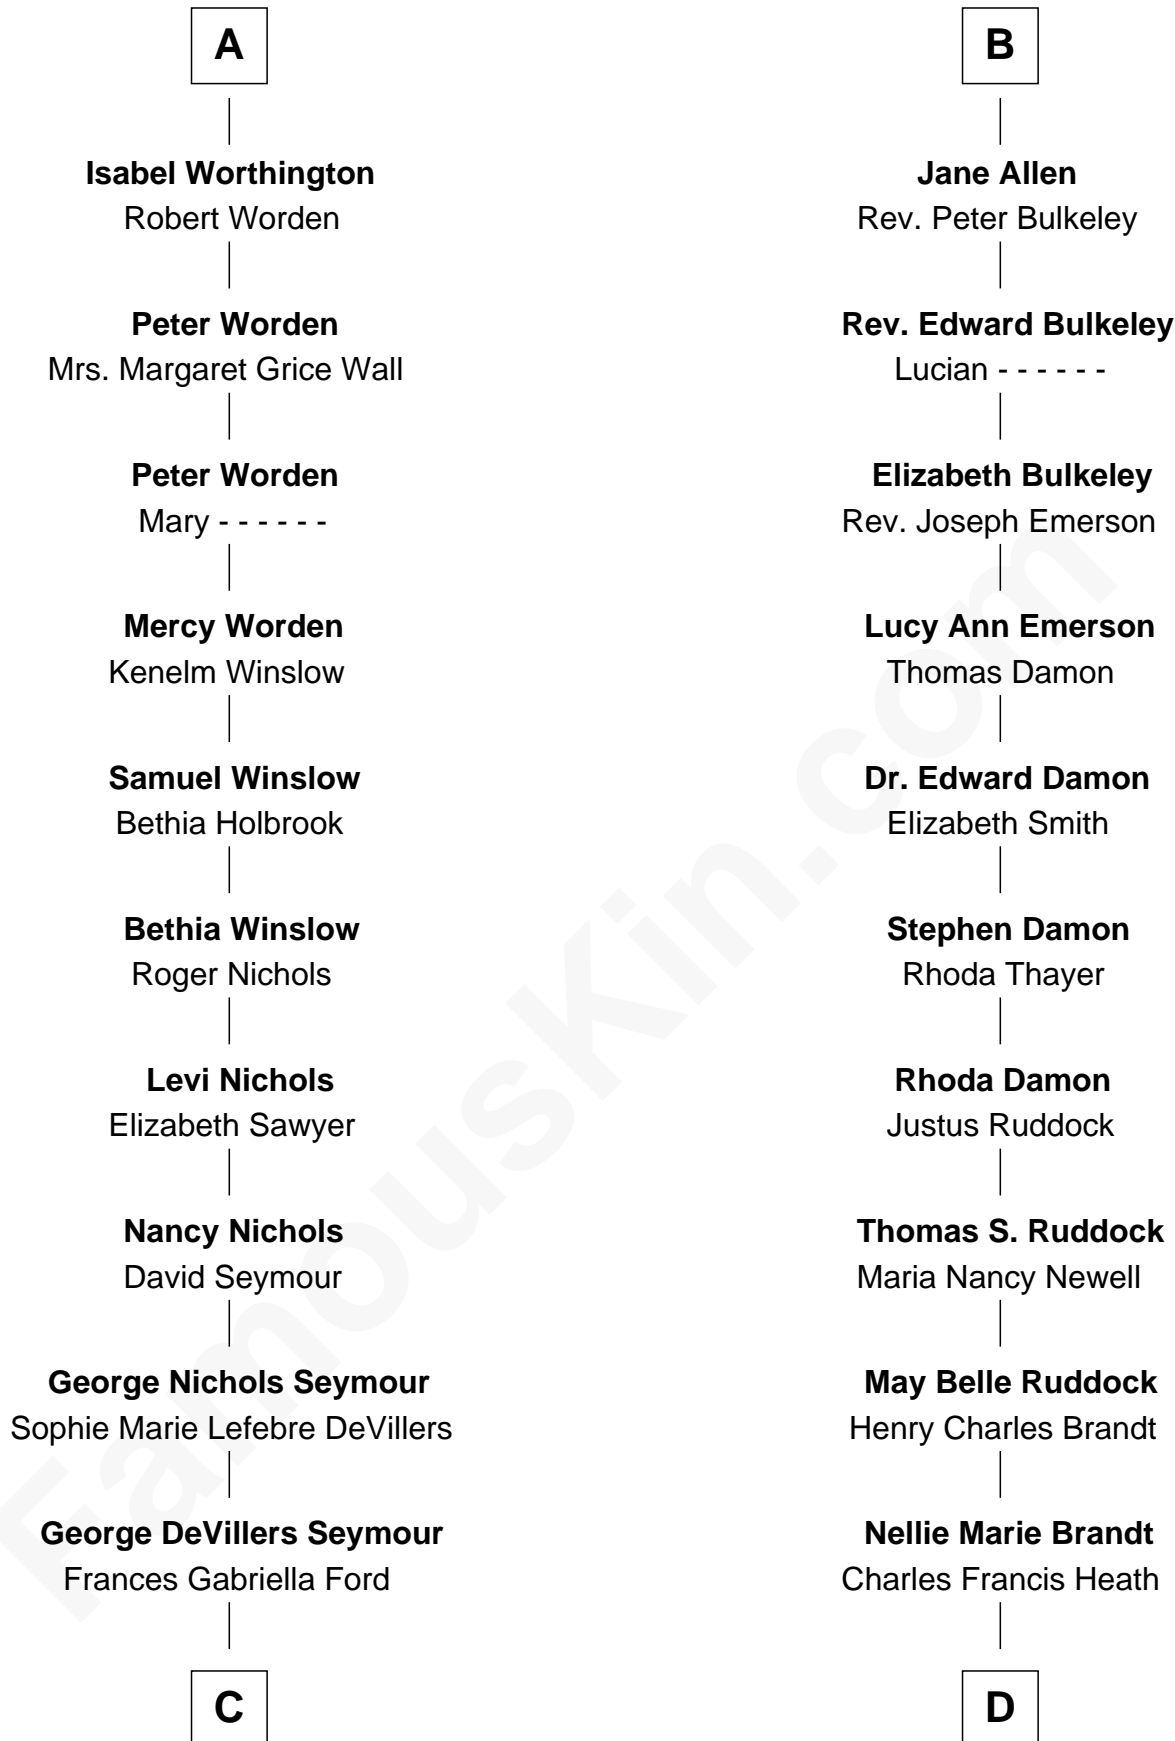 A
Isabel Worthington
Robert Worden
Peter Worden
Mrs. Margaret Grice Wall
Peter Worden
Mary - - - - - -
Mercy Worden
Kenelm Winslow
Samuel Winslow
Bethia Holbrook
Bethia Winslow
Roger Nichols
Levi Nichols
Elizabeth Sawyer
Nancy Nichols
David Seymour
George Nichols Seymour
Sophie Marie Lefebre DeVillers
George DeVillers Seymour
Frances Gabriella Ford
C
B
Jane Allen
Rev. Peter Bulkeley
Rev. Edward Bulkeley
Lucian - - - - - -
Elizabeth Bulkeley
Rev. Joseph Emerson
Lucy Ann Emerson
Thomas Damon
Dr. Edward Damon
Elizabeth Smith
Stephen Damon
Rhoda Thayer
Rhoda Damon
Justus Ruddock
Thomas S. Ruddock
Maria Nancy Newell
May Belle Ruddock
Henry Charles Brandt
Nellie Marie Brandt
Charles Francis Heath
D
FamousKin.com